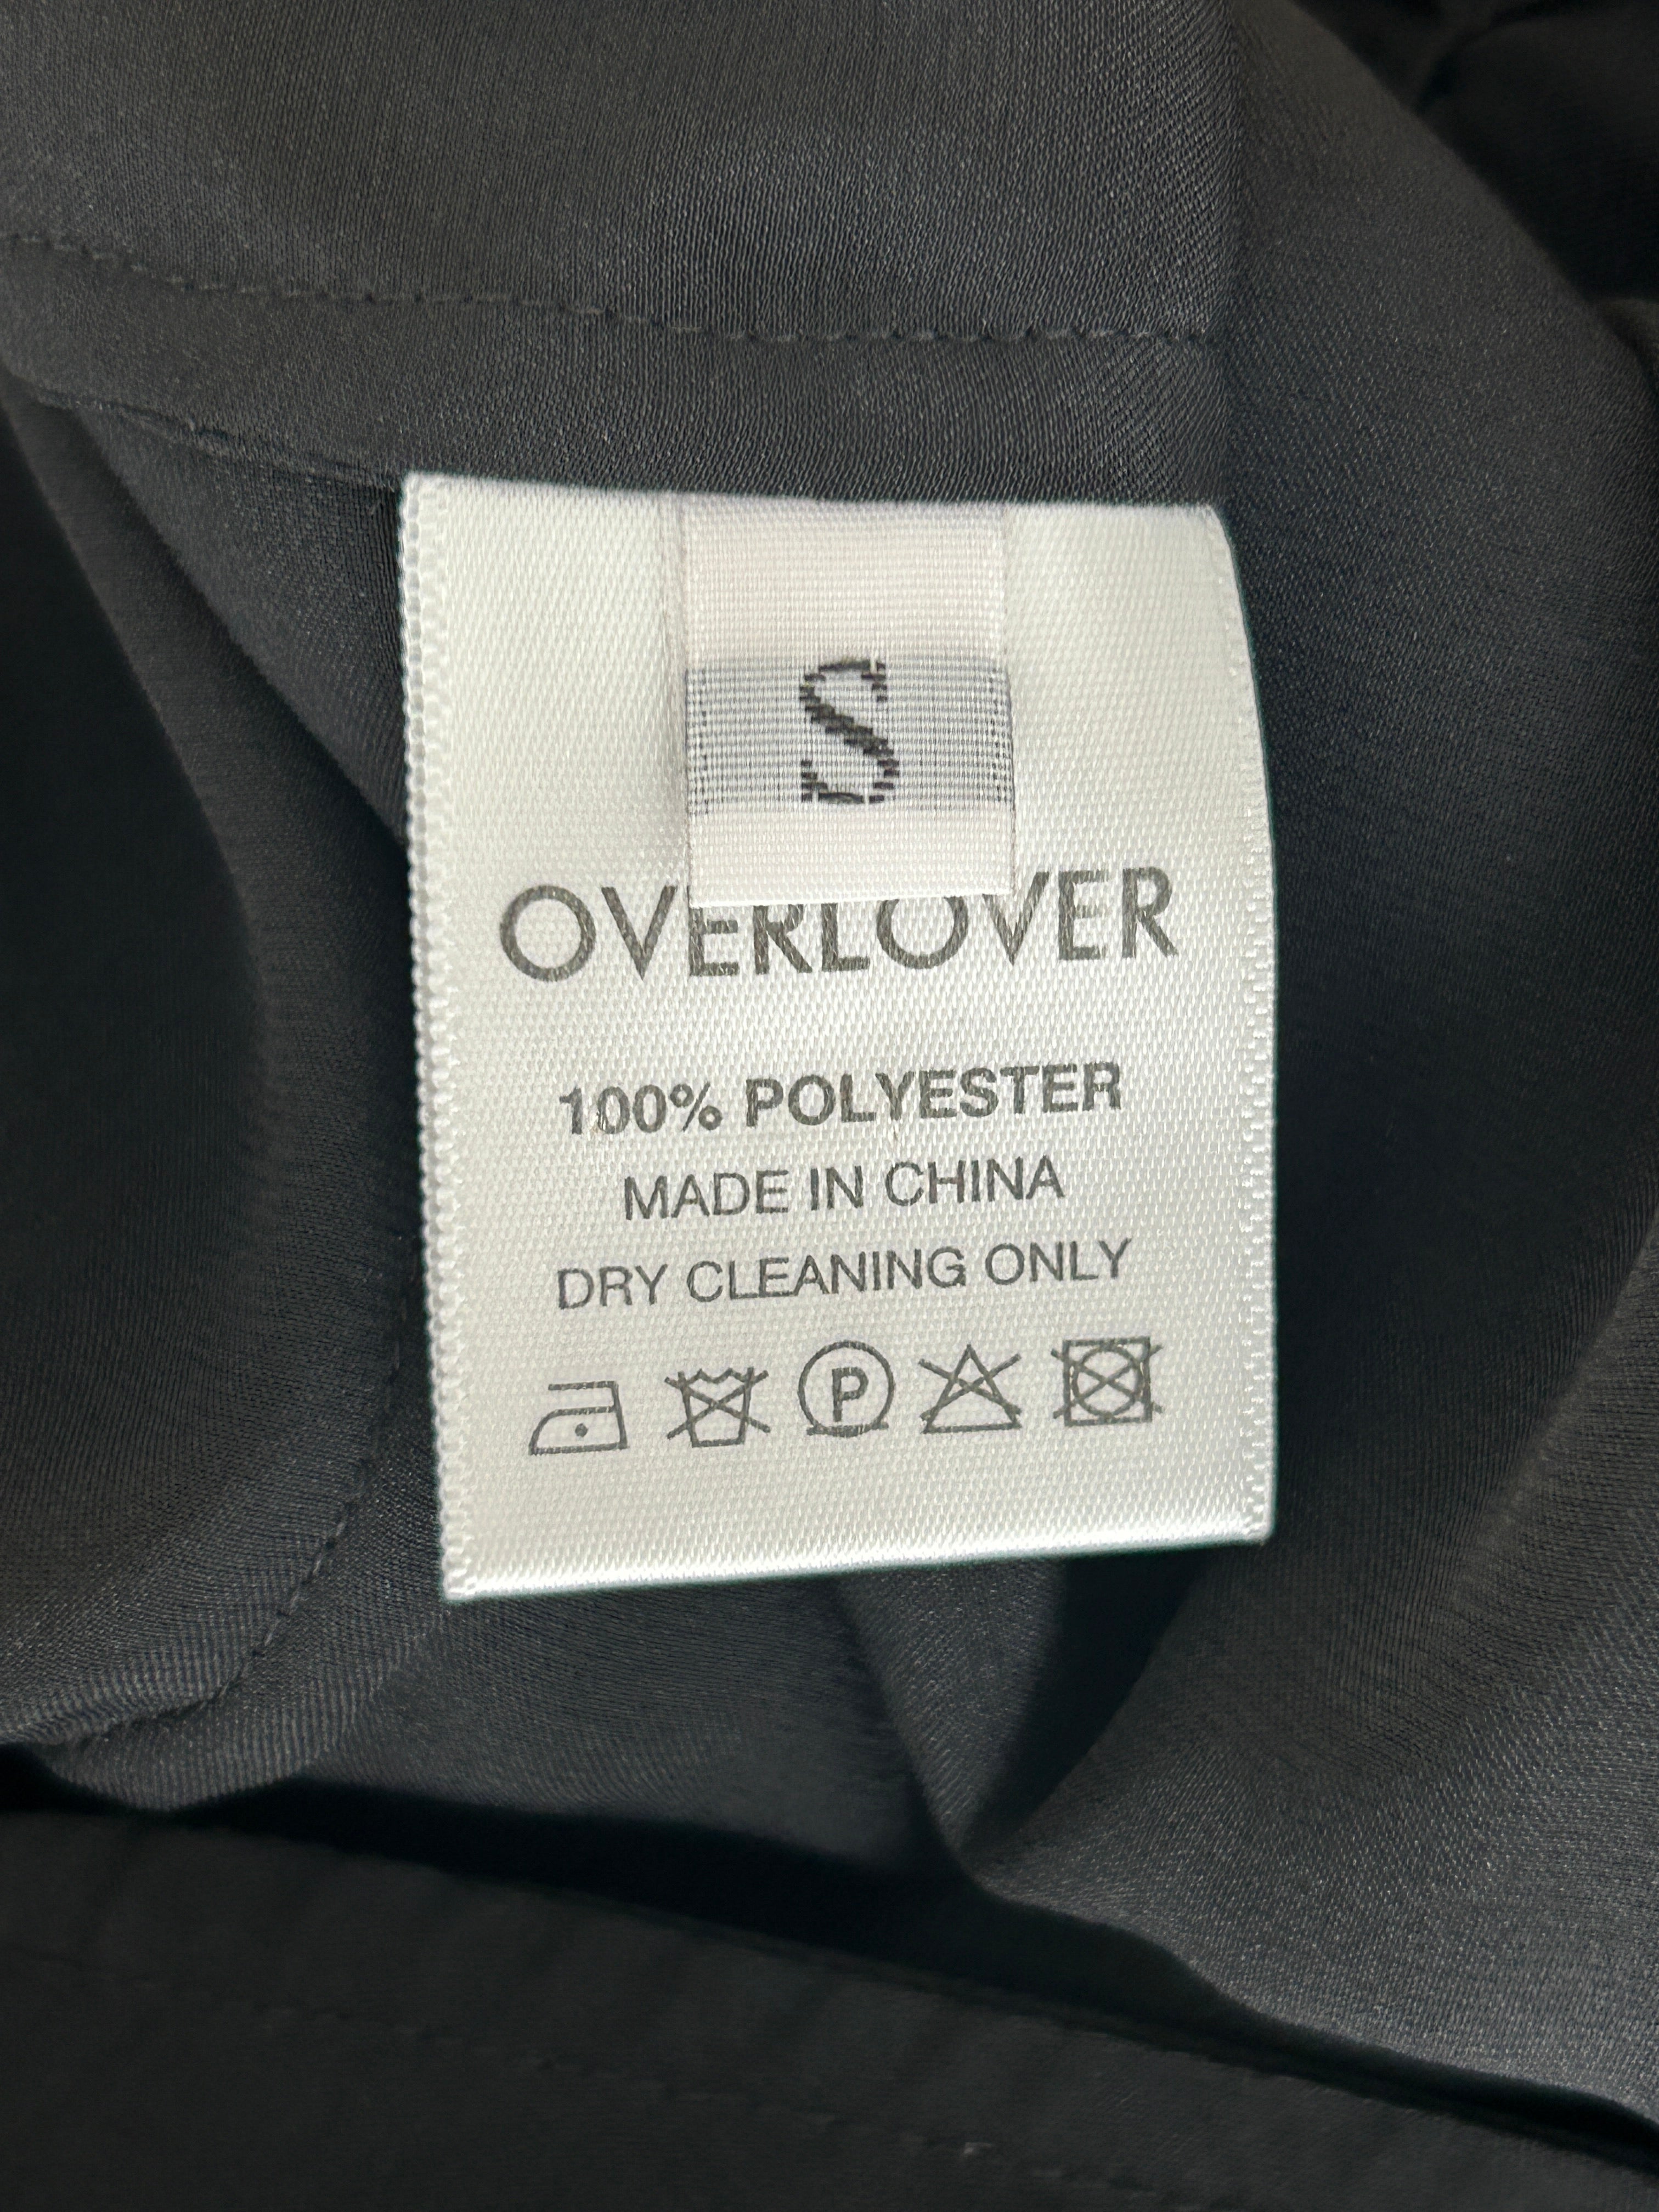 S
OVERLOVER
100% POLYESTER
MADE IN CHINA
DRY CLEANING ONLY
P